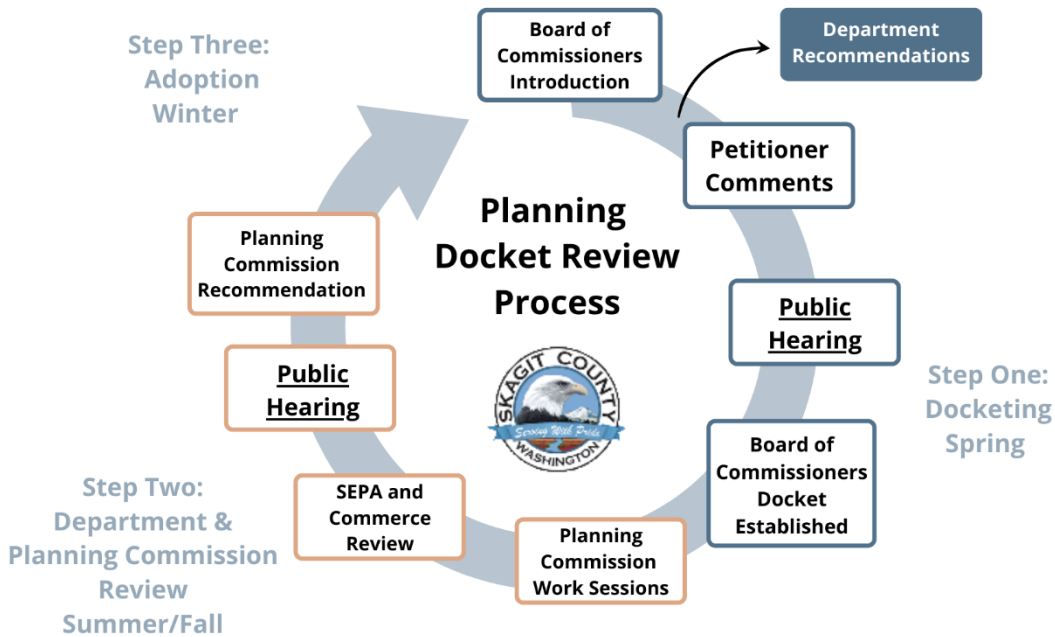 Step Three:
Adoption
Winter
Board of
Commissioners
Introduction
Department
Recommendations
Petitioner
Comments
Planning
Docket Review
Process
Planning
Commission
Recommendation
Public
Hearing
Public
Hearing
SKAGIT COUNTY
Serving With Pride
WASHINGTON
Step One:
Docketing
Spring
Board of
Commissioners
Docket
Established
SEPA and
Commerce
Review
Planning
Commission
Work Sessions
Step Two:
Department &
Planning Commission
Review
Summer/Fall